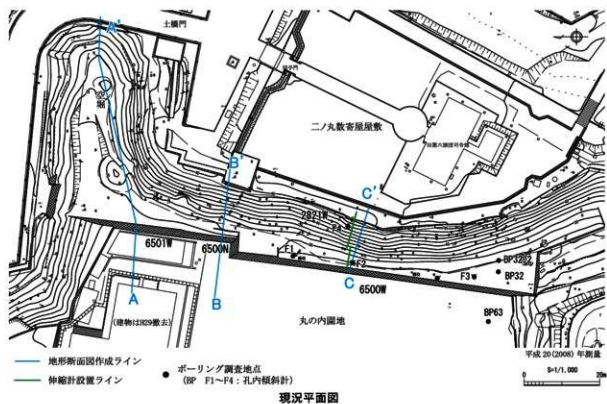 土橋門
A'
二ノ丸数寄屋屋敷
B'
C'
2821W
F4
6501W
6500N
F1
F2
C
6500W
F3
BP32-2
BP32
A
B
BP63
(建物はH29撤去)
丸の内園地
平成20(2008)年測量
S=1/1,000
20m
地形断面図作成ライン
伸縮計設置ライン
ボーリング調査地点
(BP F1~F4:孔内傾斜計)
現況平面図